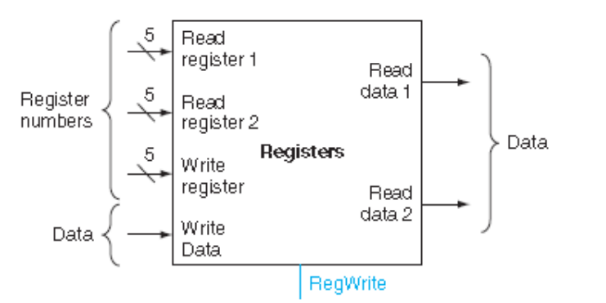 5
Read
register 1
Read
data 1
Register
numbers
5
Read
register 2
Data
Registers
5
Write
register
Read
data 2
Data
Write
Data
RegWrite